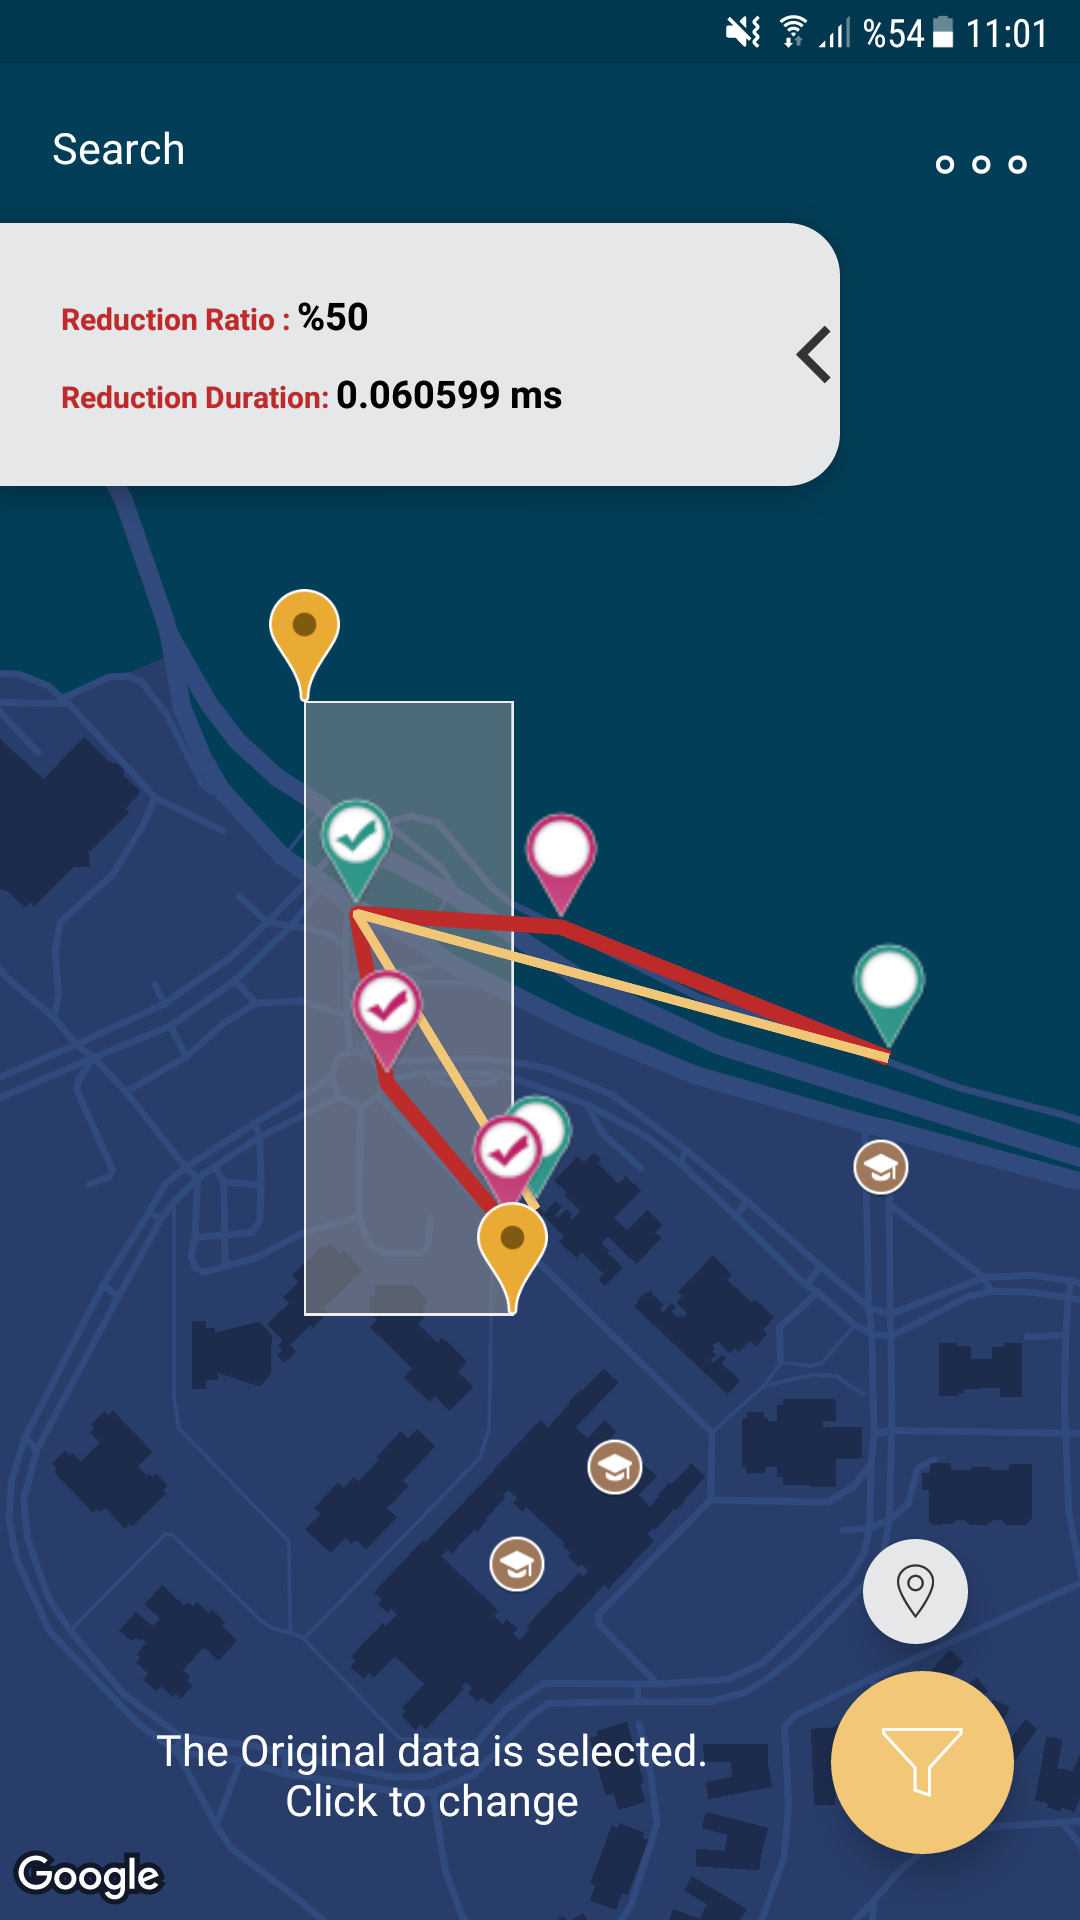 %54 11:01
Search
Reduction Ratio : %50
Reduction Duration: 0.060599 ms
The Original data is selected.
Click to change
Google